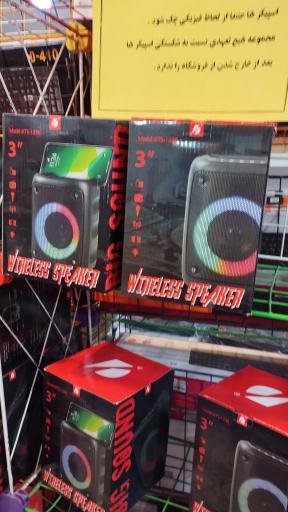 اسپیکر ها حتما از لحاظ فیزیکی چک شود .
مجموعه هیچ تعهدی نسبت به شکستگی اسپیکر ها
بعد از خارج شدن از فروشگاه را ندارد.
3"
WIRELESS SPEAKER
BIG SOUND
3"
WIRELESS SPEAKER
3"
WIRELESS SPEAKER
BIG SOUND
3"
WIRELESS SPEAKER